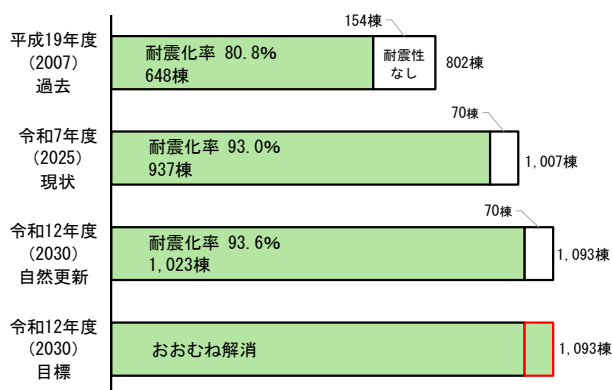 平成19年度
(2007)
過去
154棟
耐震化率 80.8%
648棟
耐震性
なし
802棟
令和7年度
(2025)
現状
70棟
耐震化率 93.0%
937棟
1,007棟
令和12年度
(2030)
自然更新
70棟
耐震化率 93.6%
1,023棟
1,093棟
令和12年度
(2030)
目標
おおむね解消
1,093棟